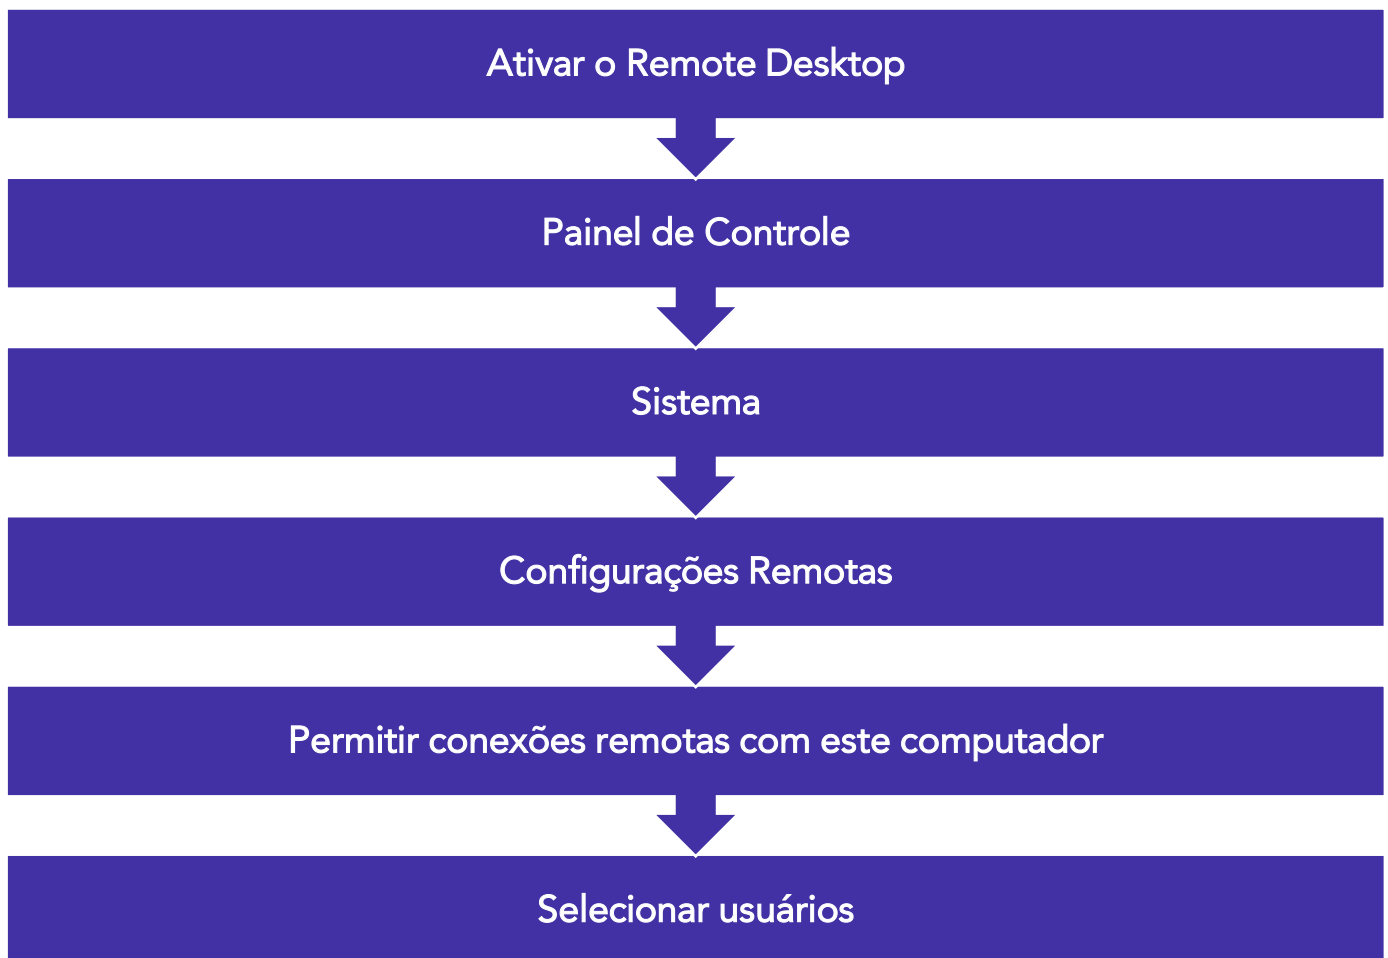 Ativar o Remote Desktop
Painel de Controle
Sistema
Configurações Remotas
Permitir conexões remotas com este computador
Selecionar usuários